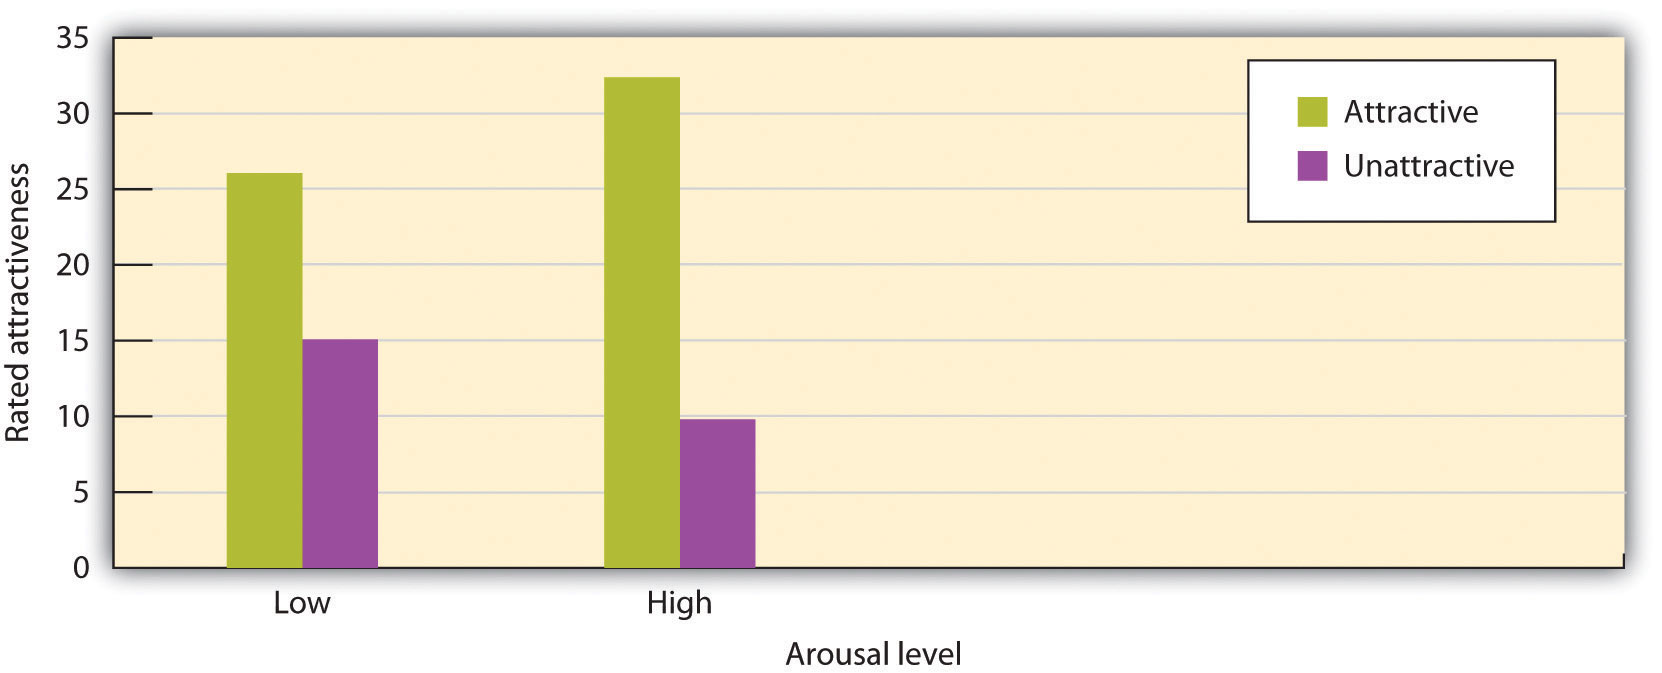 Rated attractiveness
35
30
25
20
15
10
5
0
Attractive
Unattractive
Low
High
Arousal level